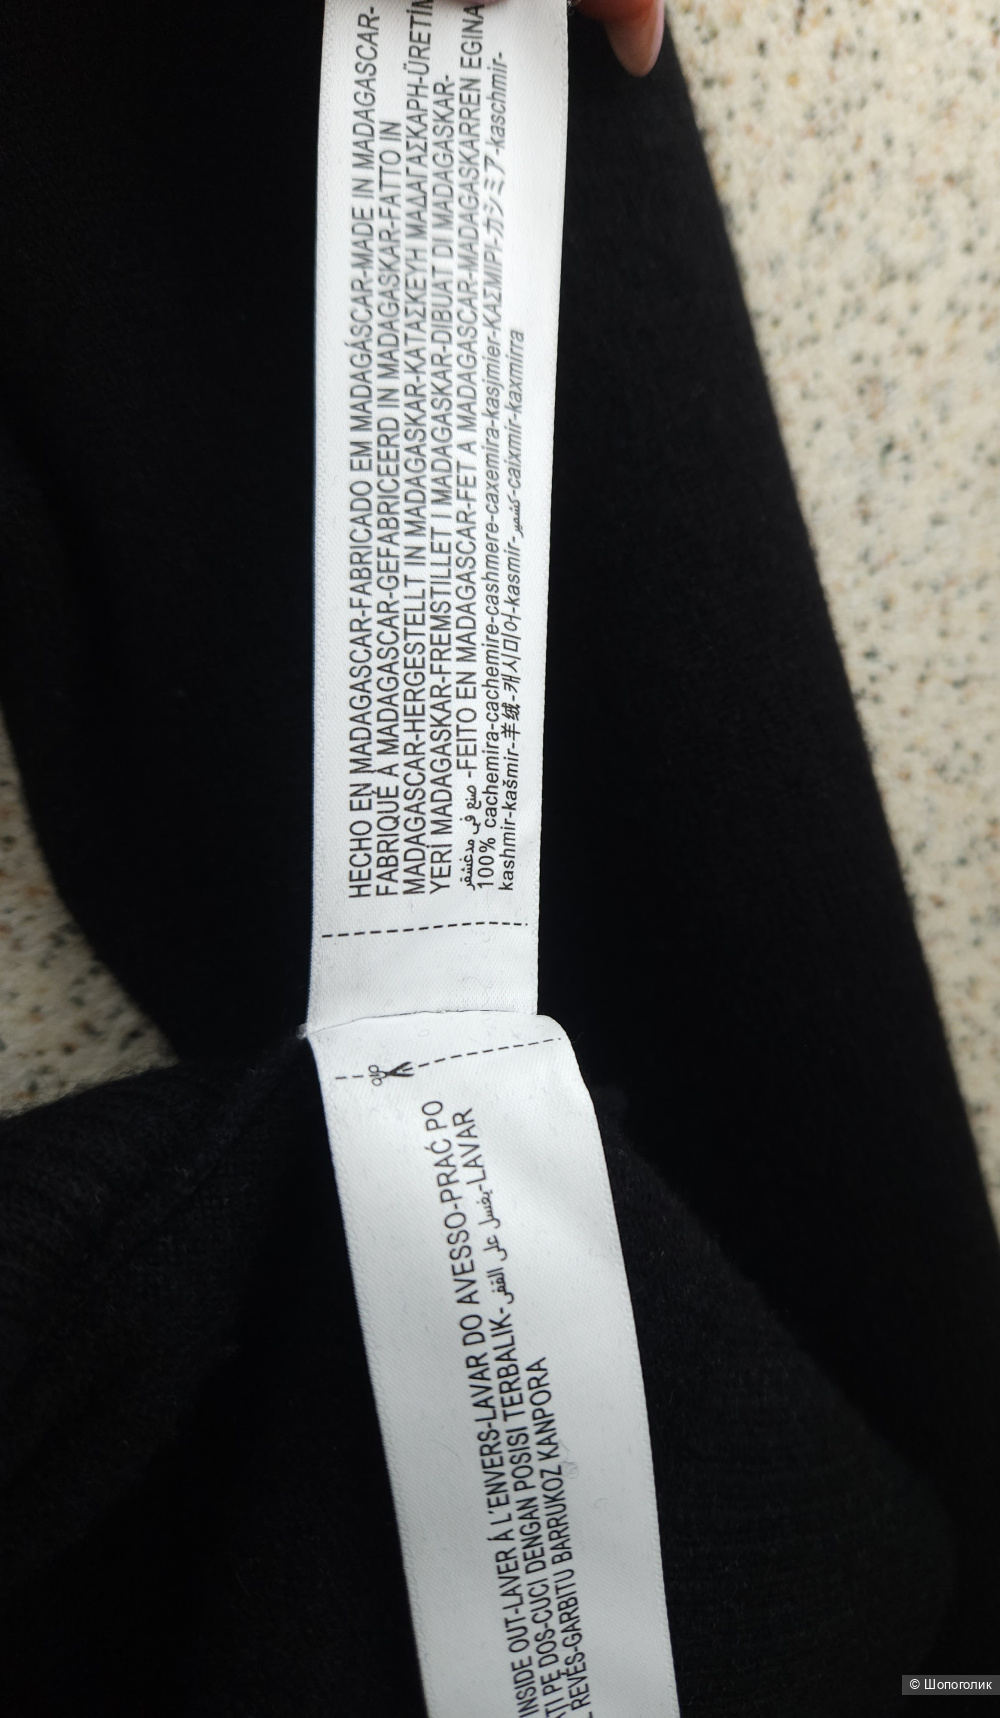 HECHO EN MADAGASCAR-FABRICADO EM MADAGÁSCAR-MADE IN MADAGASCAR-
FABRIQUÉ À MADAGASCAR-GEFABRICEERD IN MADAGASKAR-FATTO IN
MADAGASCAR-HERGESTELLT IN MADAGASKAR-ΚΑΤΑΣΚΕΥΗ ΜΑΔΑΓΑΣΚΑΡΗ-ÜRETİM
YERİ MADAGASKAR-FREMSTILLET I MADAGASKAR-DIBUAT DI MADAGASKAR-
صنع في مدغشقر -FEITO EN MADAGASCAR-FET A MADAGASCAR-MADAGASKARREN EGINA
100% cachemira-cachemire-cashmere-caxemira-kasjmier-ΚΑΣΜΙΡΙ-カシミア-kaschmir-
kashmir-kašmir-羊绒-캐시미어-kasmir-كشمير-caixmir-kaxmirra
INSIDE OUT-LAVER Á L'ENVERS-LAVAR DO AVESSO-PRAĆ PO
TI PE DOS-CUCI DENGAN POSISI TERBALIK-يغسل على القفى-LAVAR
REVÉS-GARBITU BARRUKOZ KANPORA
© Шопоголик